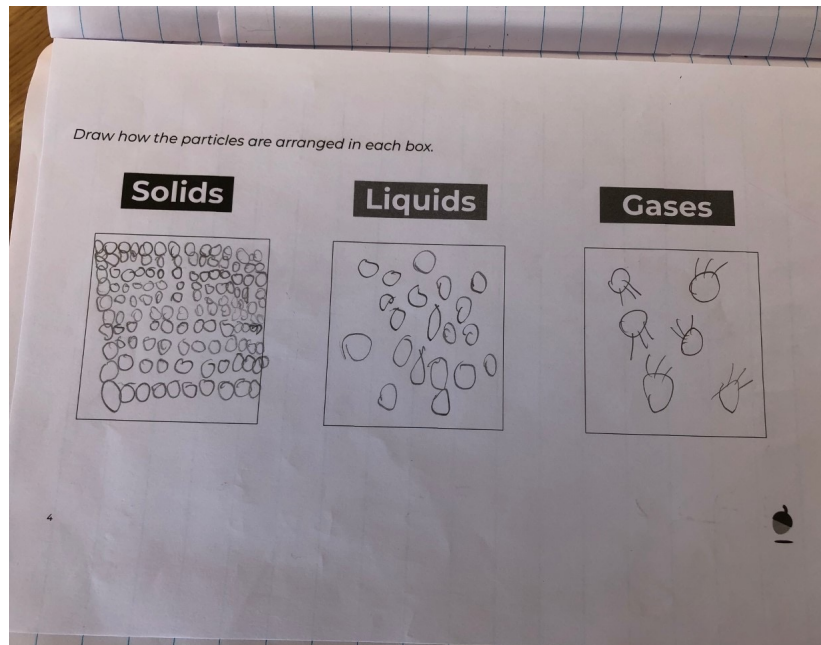 Draw how the particles are arranged in each box.
Solids
Liquids
Gases
4